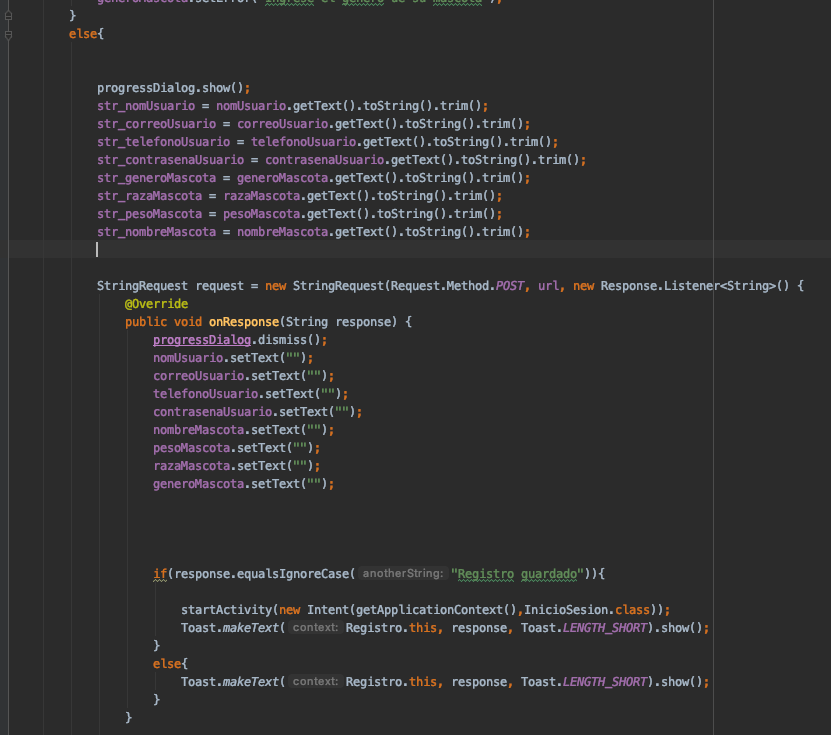 generoMascota.setError("Ingrese el genero de su mascota");
}
else{
progressDialog.show();
str_nomUsuario = nomUsuario.getText().toString().trim();
str_correoUsuario = correoUsuario.getText().toString().trim();
str_telefonoUsuario = telefonoUsuario.getText().toString().trim();
str_contrasenaUsuario = contrasenaUsuario.getText().toString().trim();
str_generoMascota = generoMascota.getText().toString().trim();
str_razaMascota = razaMascota.getText().toString().trim();
str_pesoMascota = pesoMascota.getText().toString().trim();
str_nombreMascota = nombreMascota.getText().toString().trim();
StringRequest request = new StringRequest(Request.Method.POST, url, new Response.Listener<String>() {
@Override
public void onResponse(String response) {
progressDialog.dismiss();
nomUsuario.setText("");
correoUsuario.setText("");
telefonoUsuario.setText("");
contrasenaUsuario.setText("");
nombreMascota.setText("");
pesoMascota.setText("");
razaMascota.setText("");
generoMascota.setText("");
if(response.equalsIgnoreCase( anotherString: "Registro guardado")){
startActivity(new Intent(getApplicationContext(),InicioSesion.class));
Toast.makeText( context: Registro.this, response, Toast.LENGTH_SHORT).show();
}
else{
Toast.makeText( context: Registro.this, response, Toast.LENGTH_SHORT).show();
}
}